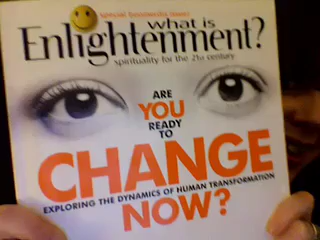 special bookmedia issue
what is
Enlightenment?
spirituality for the 21st century
ARE
YOU
READY
TO
CHANGE
EXPLORING THE DYNAMICS OF HUMAN TRANSFORMATION
NOW?